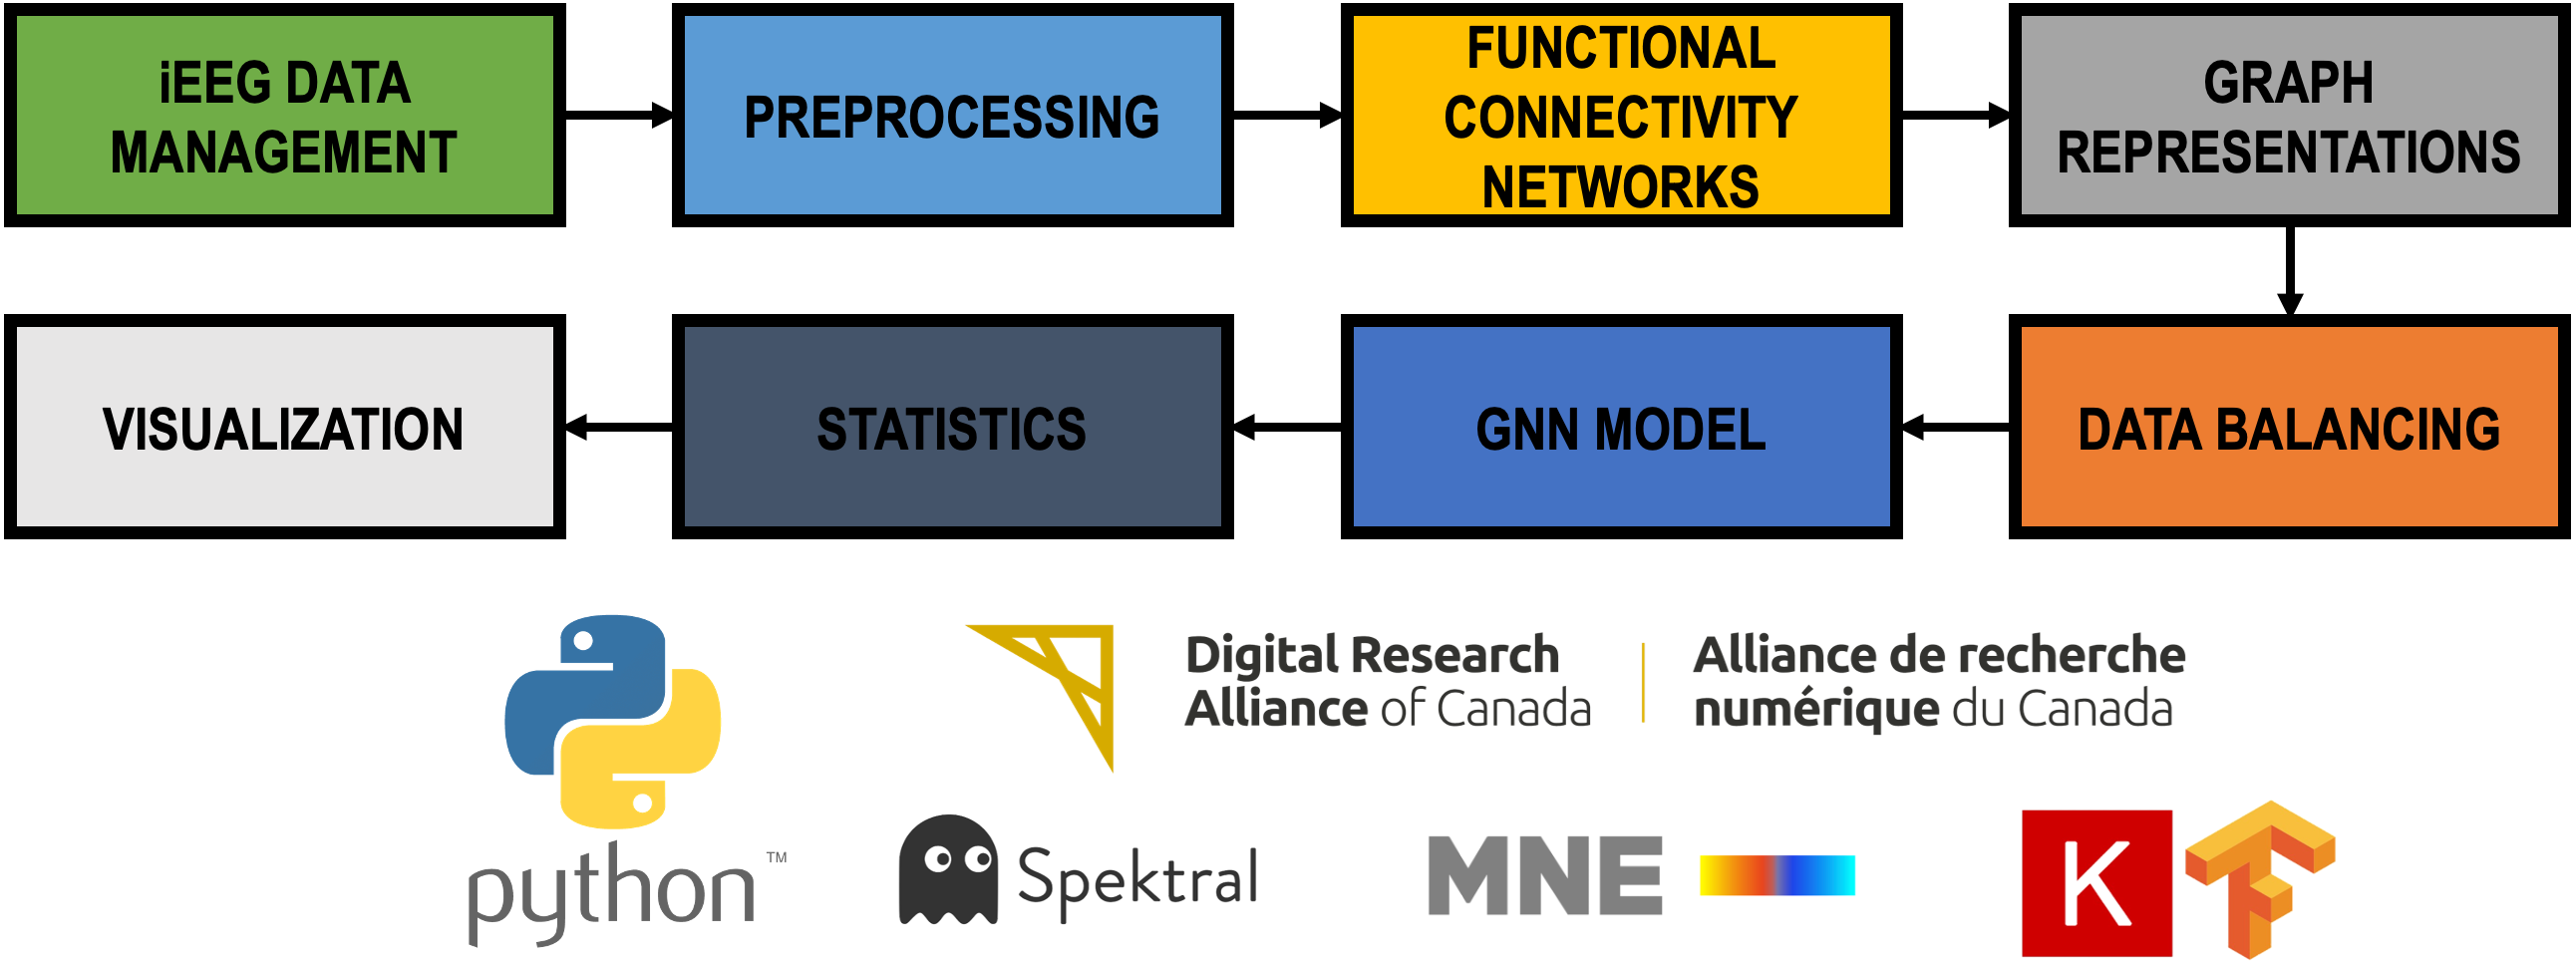 iEEG DATA
MANAGEMENT
PREPROCESSING
FUNCTIONAL
CONNECTIVITY
NETWORKS
GRAPH
REPRESENTATIONS
VISUALIZATION
STATISTICS
GNN MODEL
DATA BALANCING
python™
Digital Research
Alliance of Canada
Alliance de recherche
numérique du Canada
Spektral
MNE
K